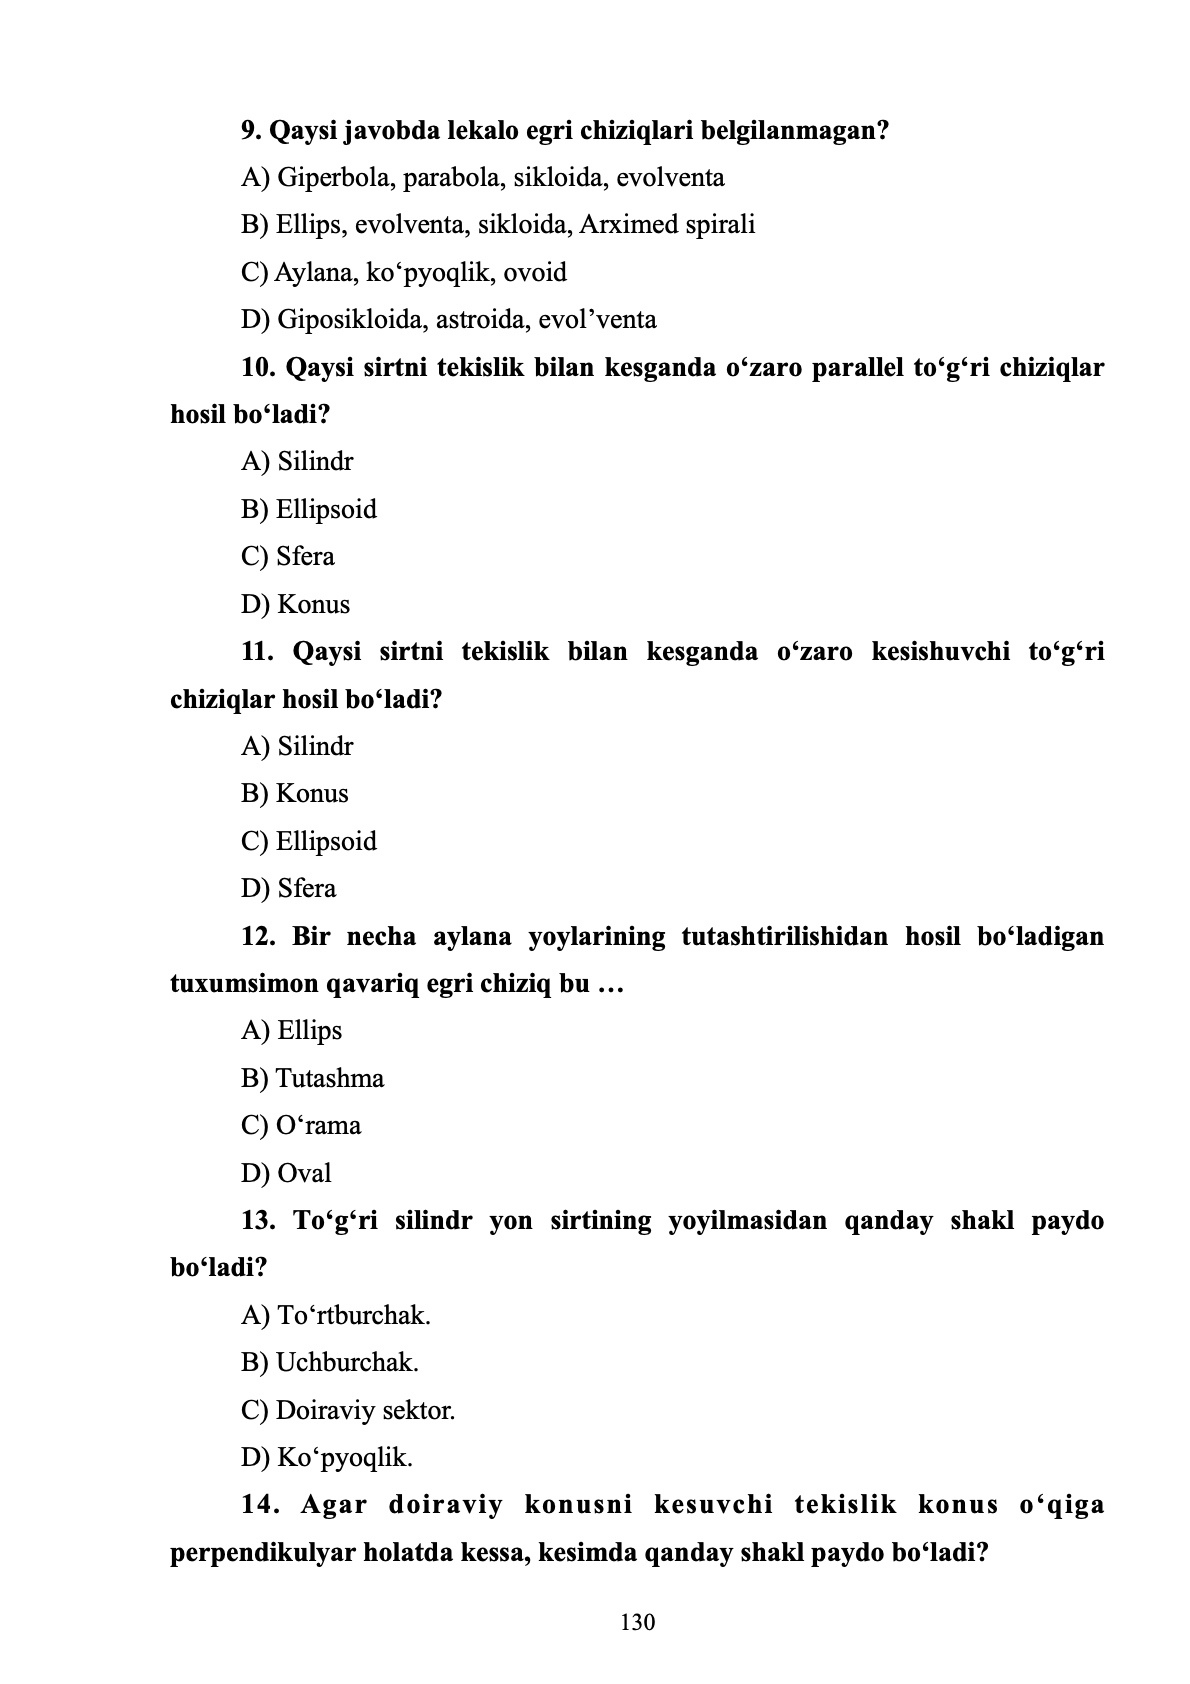 9. Qaysi javobda lekalo egri chiziqlari belgilanmagan?
A) Giperbola, parabola, sikloida, evolventa
B) Ellips, evolventa, sikloida, Arximed spirali
C) Aylana, ko‘pyoqlik, ovoid
D) Giposikloida, astroida, evol’venta
10. Qaysi sirtni tekislik bilan kesganda o‘zaro parallel to‘g‘ri chiziqlar
hosil bo‘ladi?
A) Silindr
B) Ellipsoid
C) Sfera
D) Konus
11. Qaysi sirtni tekislik bilan kesganda o‘zaro kesishuvchi to‘g‘ri
chiziqlar hosil bo‘ladi?
A) Silindr
B) Konus
C) Ellipsoid
D) Sfera
12. Bir necha aylana yoylarining tutashtirilishidan hosil bo‘ladigan
tuxumsimon qavariq egri chiziq bu …
A) Ellips
B) Tutashma
C) O‘rama
D) Oval
13. To‘g‘ri silindr yon sirtining yoyilmasidan qanday shakl paydo
bo‘ladi?
A) To‘rtburchak.
B) Uchburchak.
C) Doiraviy sektor.
D) Ko‘pyoqlik.
14. Agar doiraviy konusni kesuvchi tekislik konus o‘qiga
perpendikulyar holatda kessa, kesimda qanday shakl paydo bo‘ladi?
130